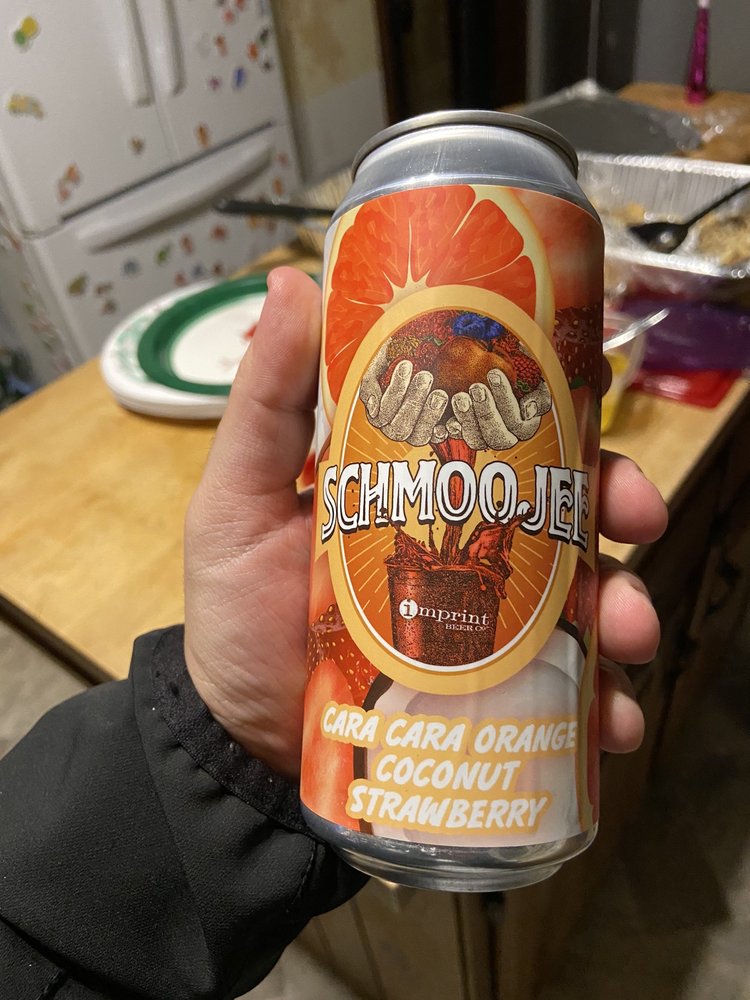 SCHMOOJEE
imprint
BEER CO.
CARA CARA ORANGE
COCONUT
STRAWBERRY